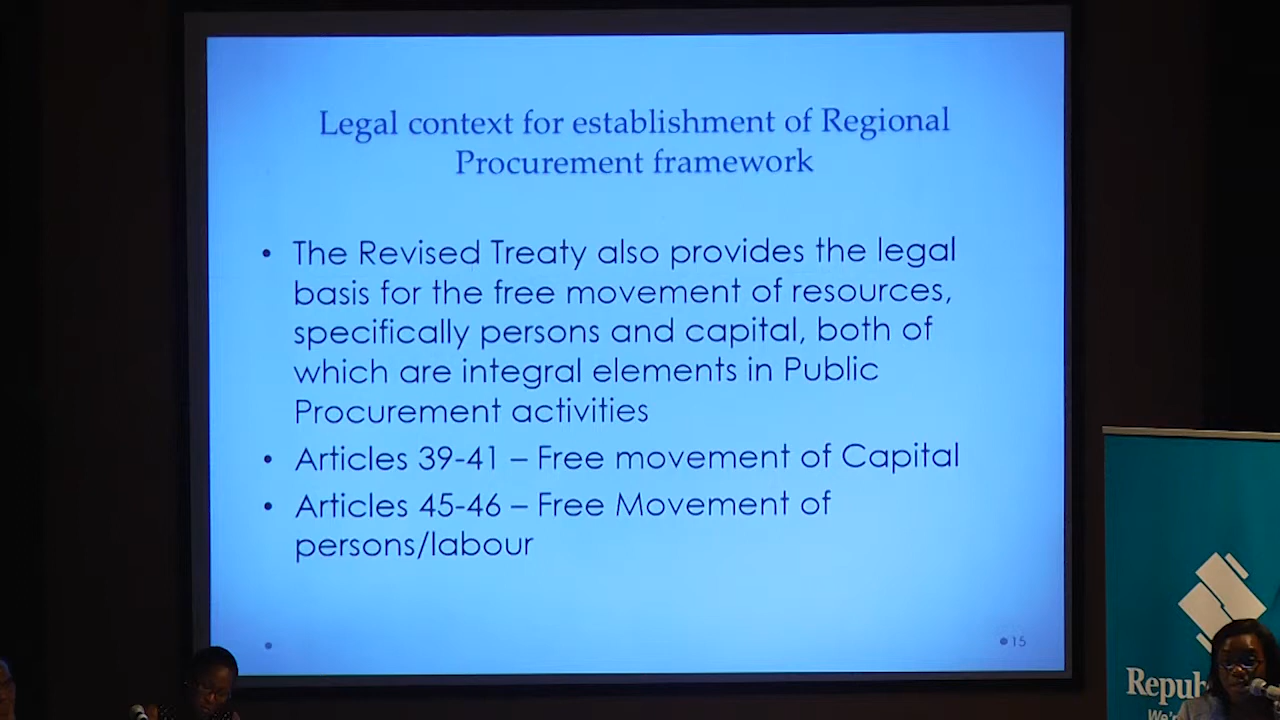 Legal context for establishment of Regional
Procurement framework
• The Revised Treaty also provides the legal
basis for the free movement of resources,
specifically persons and capital, both of
which are integral elements in Public
Procurement activities
• Articles 39-41 – Free movement of Capital
• Articles 45-46 – Free Movement of
persons/labour
15
Repub
We'